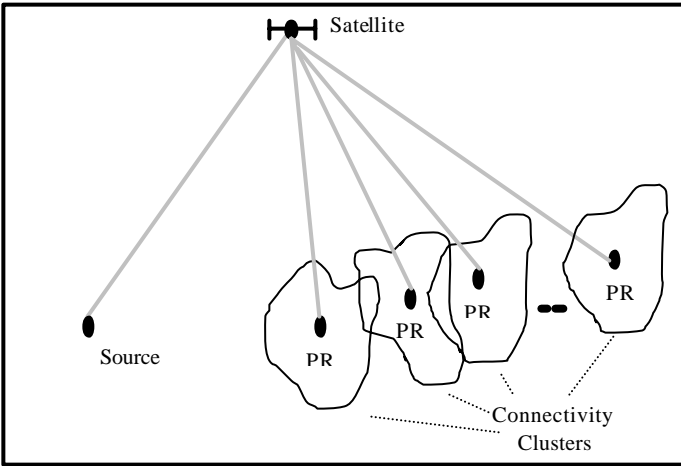 Satellite
PR
PR
PR
PR
Source
Connectivity
Clusters